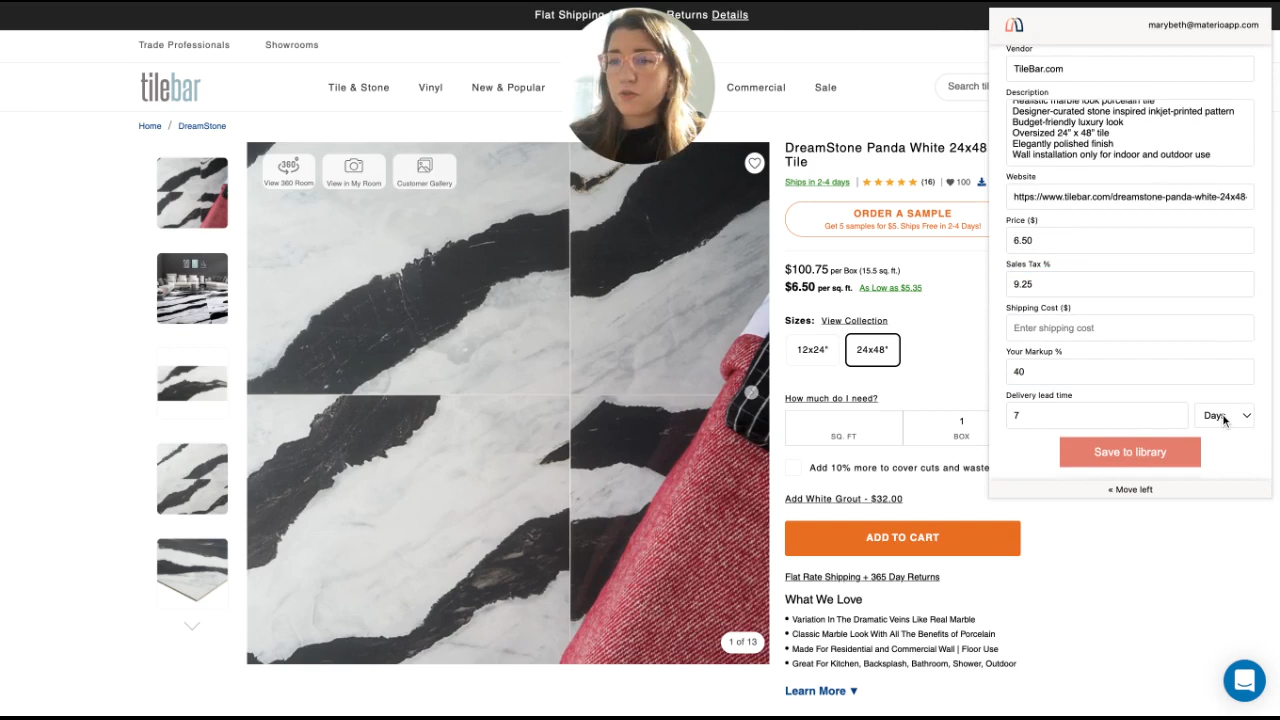 Flat Shipping
Returns Details
Trade Professionals
Showrooms
tilebar
Tile & Stone
Vinyl
New & Popular
Commercial
Sale
Search til
Home / DreamStone
View 360 Room
View in My Room
Customer Gallery
1 of 13
DreamStone Panda White 24x48
Tile
Ships in 2-4 days
(16)
100
ORDER A SAMPLE
Get 5 samples for $5. Ships Free in 2-4 Days!
$100.75 per Box (15.5 sq. ft.)
$6.50 per sq. ft. As Low as $5.35
Sizes: View Collection
12x24"
24x48"
How much do I need?
SQ. FT
1
BOX
Add 10% more to cover cuts and waste
Add White Grout - $32.00
ADD TO CART
Flat Rate Shipping + 365 Day Returns
What We Love
• Variation In The Dramatic Veins Like Real Marble
• Classic Marble Look With All The Benefits of Porcelain
• Made For Residential and Commercial Wall | Floor Use
• Great For Kitchen, Backsplash, Bathroom, Shower, Outdoor
Learn More ▼
marybeth@materioapp.com
Vendor
TileBar.com
Description
Realistic marble look porcelain tile
Designer-curated stone inspired inkjet-printed pattern
Budget-friendly luxury look
Oversized 24" x 48" tile
Elegantly polished finish
Wall installation only for indoor and outdoor use
Website
https://www.tilebar.com/dreamstone-panda-white-24x48-
Price ($)
6.50
Sales Tax %
9.25
Shipping Cost ($)
Enter shipping cost
Your Markup %
40
Delivery lead time
7
Days
Save to library
« Move left